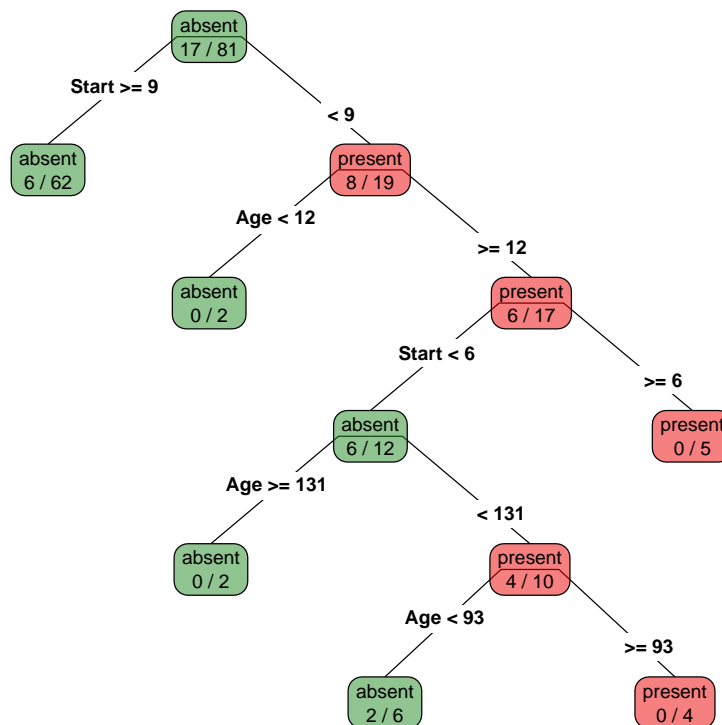 absent
17 / 81
Start >= 9
< 9
absent
6 / 62
present
8 / 19
Age < 12
>= 12
absent
0 / 2
present
6 / 17
Start < 6
>= 6
absent
6 / 12
present
0 / 5
Age >= 131
< 131
absent
0 / 2
present
4 / 10
Age < 93
>= 93
absent
2 / 6
present
0 / 4